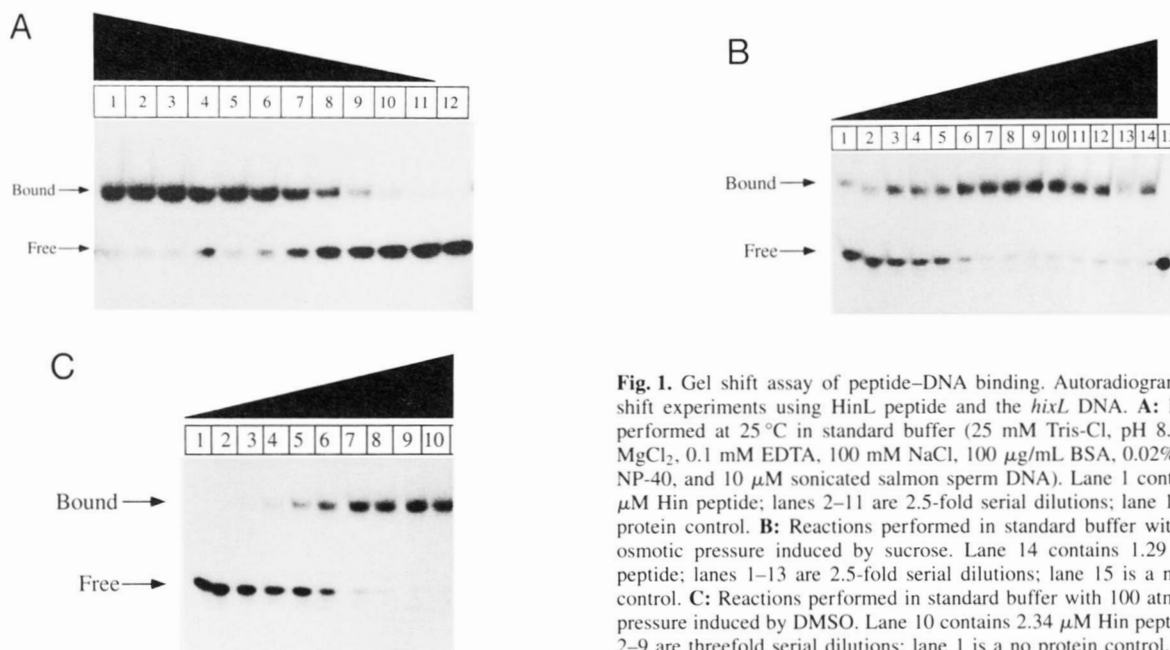 A
1 2 3 4 5 6 7 8 9 10 11 12
Bound
Free
B
1 2 3 4 5 6 7 8 9 10 11 12 13 14
Bound
Free
C
1 2 3 4 5 6 7 8 9 10
Bound
Free
Fig. 1. Gel shift assay of peptide–DNA binding. Autoradiogram
shift experiments using HinL peptide and the hixL DNA. A:
performed at 25 °C in standard buffer (25 mM Tris-Cl, pH 8.
MgCl₂, 0.1 mM EDTA, 100 mM NaCl, 100 μg/mL BSA, 0.02%
NP-40, and 10 μM sonicated salmon sperm DNA). Lane 1 cont
μM Hin peptide; lanes 2–11 are 2.5-fold serial dilutions; lane 1
protein control. B: Reactions performed in standard buffer wit
osmotic pressure induced by sucrose. Lane 14 contains 1.29
peptide; lanes 1–13 are 2.5-fold serial dilutions; lane 15 is a n
control. C: Reactions performed in standard buffer with 100 atn
pressure induced by DMSO. Lane 10 contains 2.34 μM Hin pept
2–9 are threefold serial dilutions; lane 1 is a no protein control.